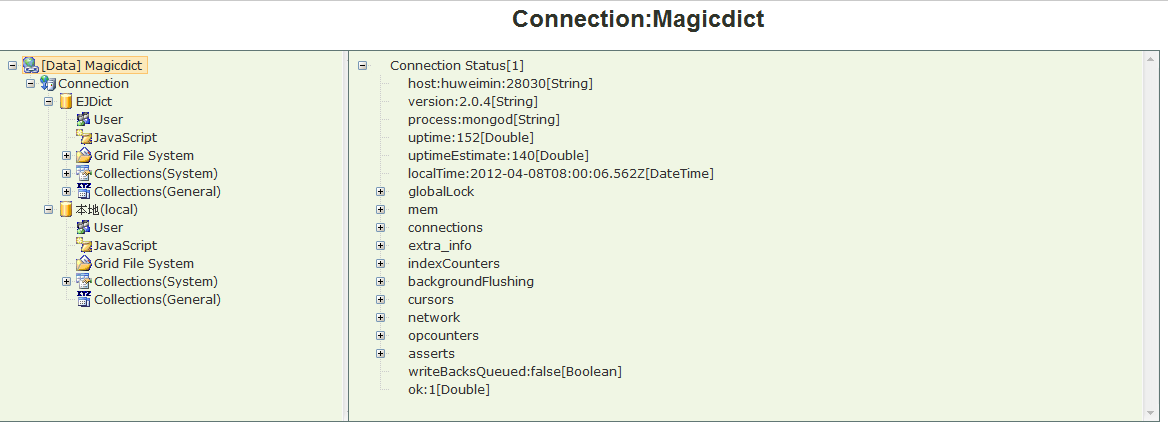 Connection:Magicdict
[Data] Magicdict
Connection
EJDict
User
JavaScript
Grid File System
Collections(System)
Collections(General)
本地(local)
User
JavaScript
Grid File System
Collections(System)
Collections(General)
Connection Status[1]
host:huweimin:28030[String]
version:2.0.4[String]
process:mongod[String]
uptime:152[Double]
uptimeEstimate:140[Double]
localTime:2012-04-08T08:00:06.562Z[DateTime]
globalLock
mem
connections
extra_info
indexCounters
backgroundFlushing
cursors
network
opcounters
asserts
writeBacksQueued:false[Boolean]
ok:1[Double]